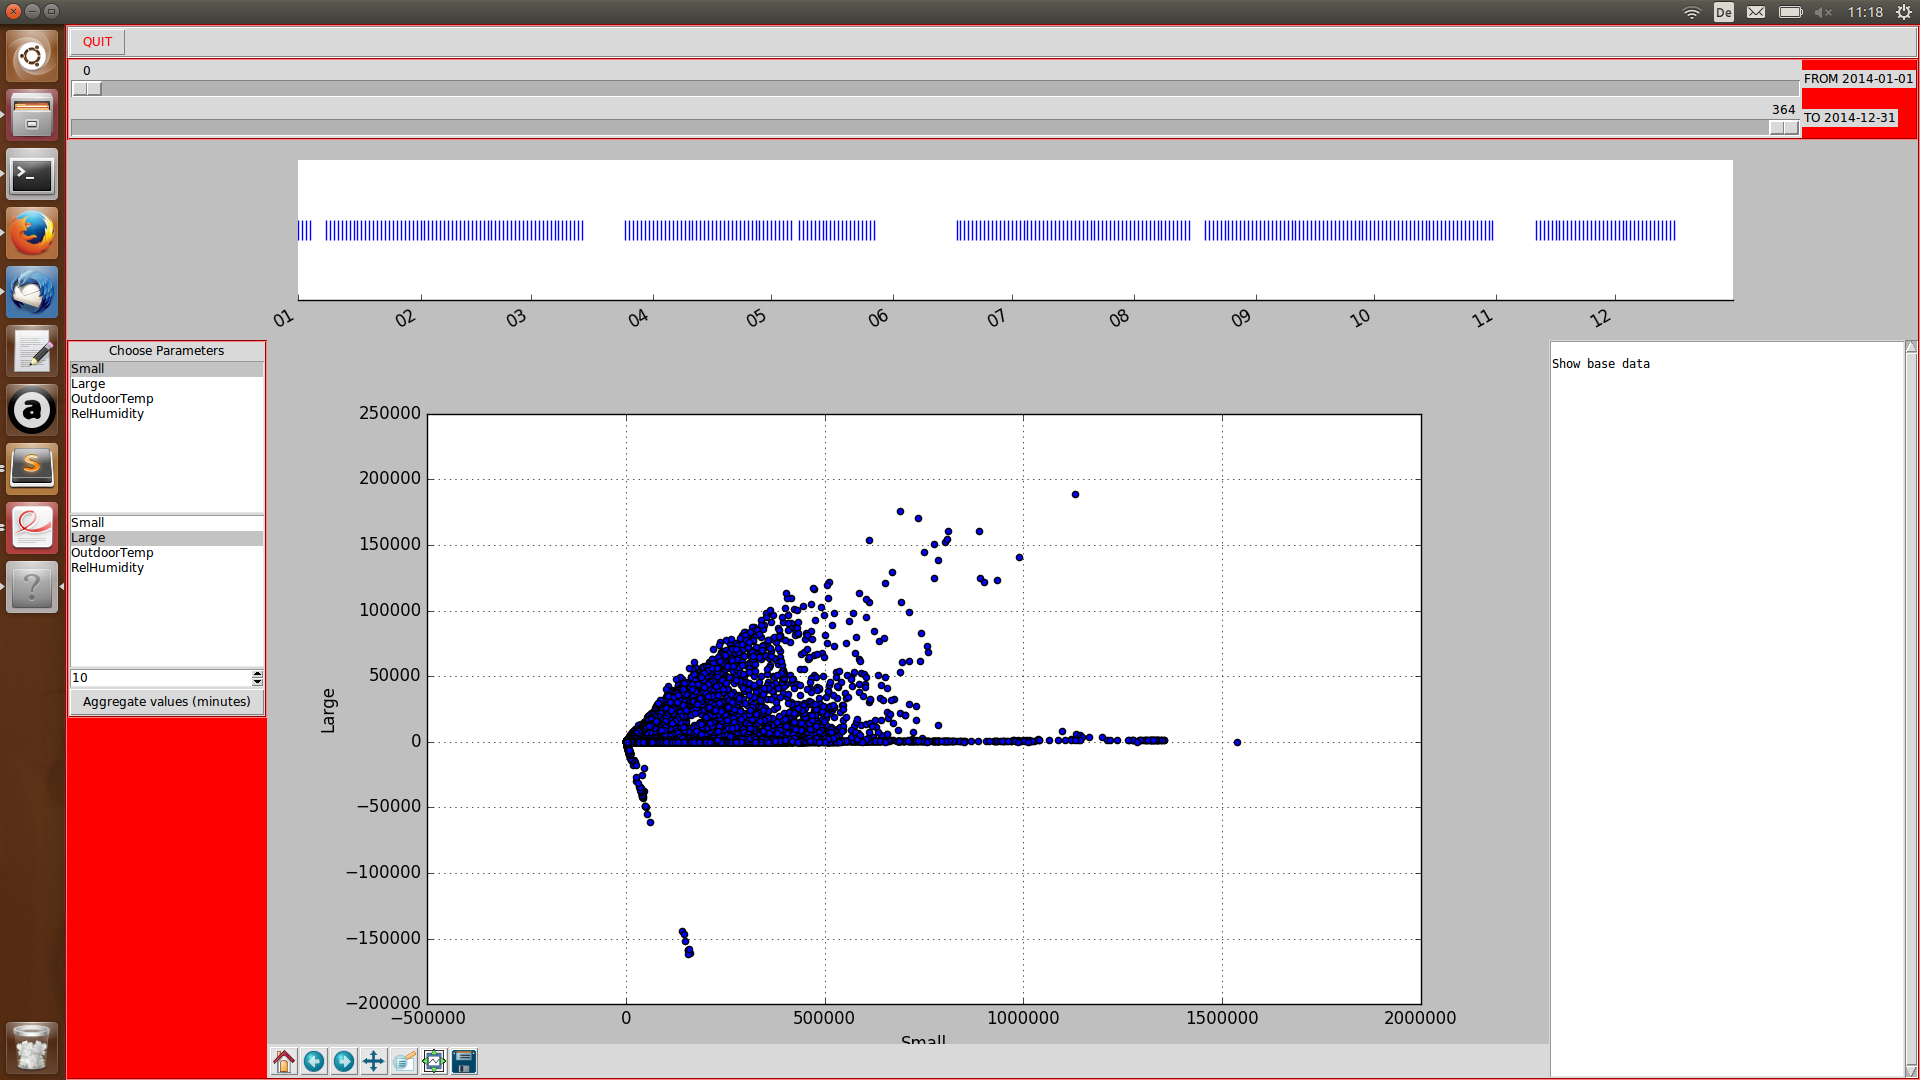 De 11:18
QUIT
0
FROM 2014-01-01
364
TO 2014-12-31
01 02 03 04 05 06 07 08 09 10 11 12
Choose Parameters
Small
Large
OutdoorTemp
RelHumidity
Small
Large
OutdoorTemp
RelHumidity
10
Aggregate values (minutes)
Show base data
250000
200000
150000
100000
50000
0
−50000
−100000
−150000
−200000
Large
−500000 0 500000 1000000 1500000 2000000
Small